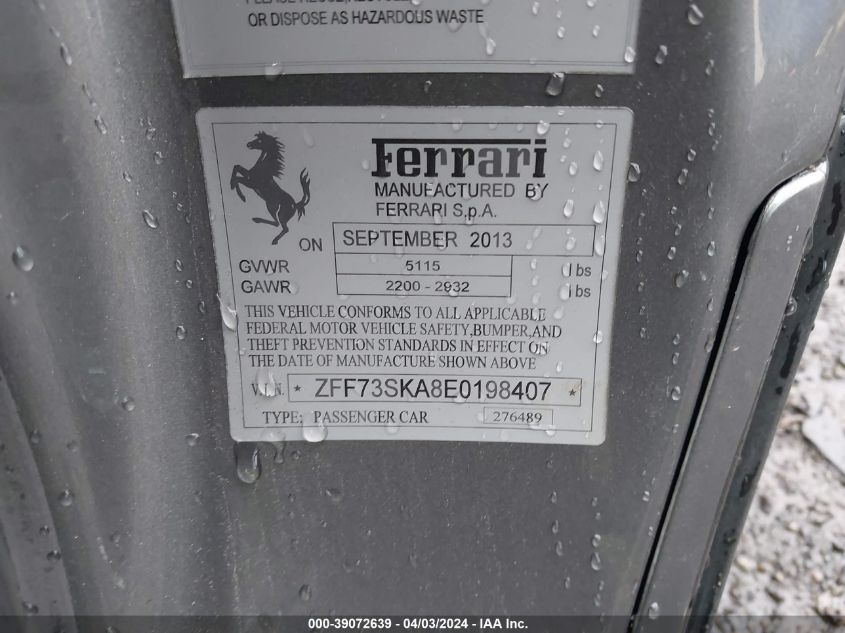 OR DISPOSE AS HAZARDOUS WASTE
Ferrari
MANUFACTURED BY
FERRARI S.p.A.
ON SEPTEMBER 2013
GVWR 5115 lbs
GAWR 2200 - 2932 lbs
THIS VEHICLE CONFORMS TO ALL APPLICABLE
FEDERAL MOTOR VEHICLE SAFETY,BUMPER,AND
THEFT PREVENTION STANDARDS IN EFFECT ON
THE DATE OF MANUFACTURE SHOWN ABOVE
V.I.N. * ZFF73SKA8E0198407 *
TYPE: PASSENGER CAR 276489
000-39072639 - 04/03/2024 - IAA Inc.